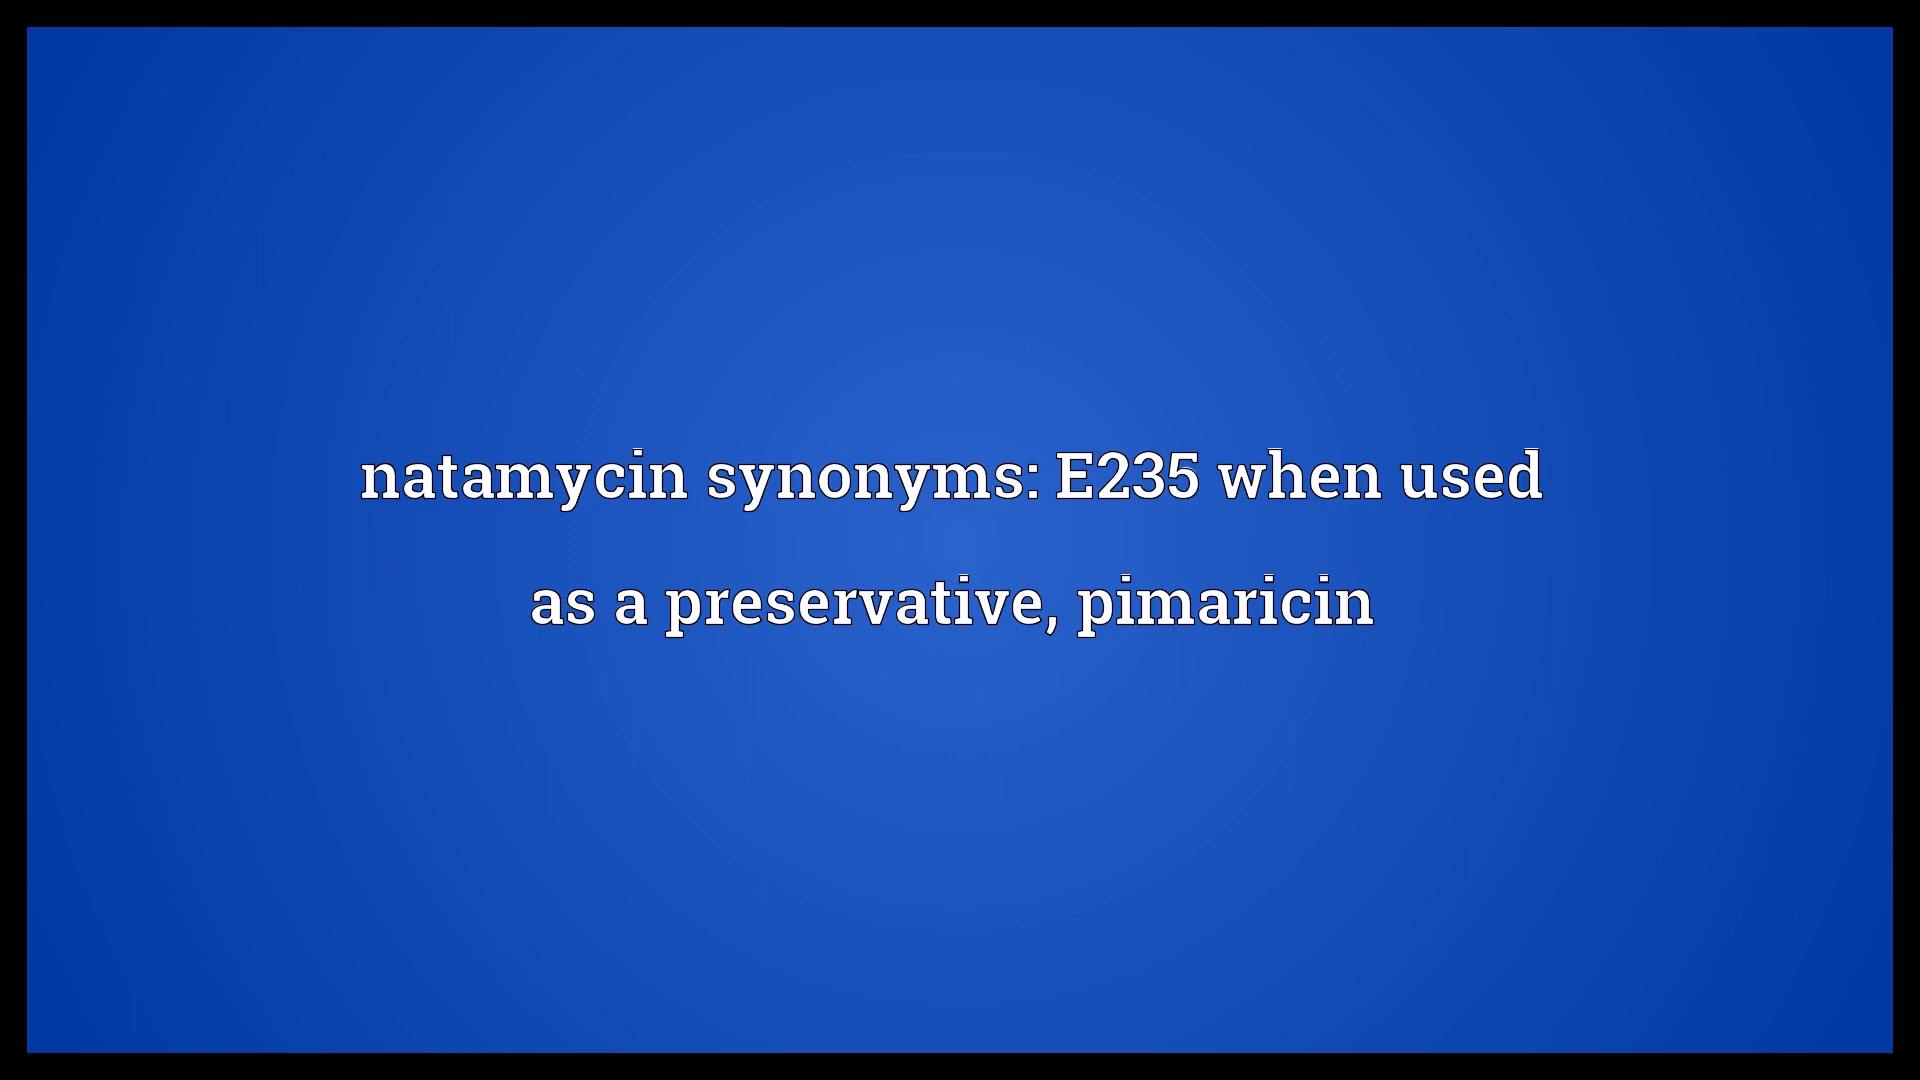 natamycin synonyms: E235 when used
as a preservative, pimaricin